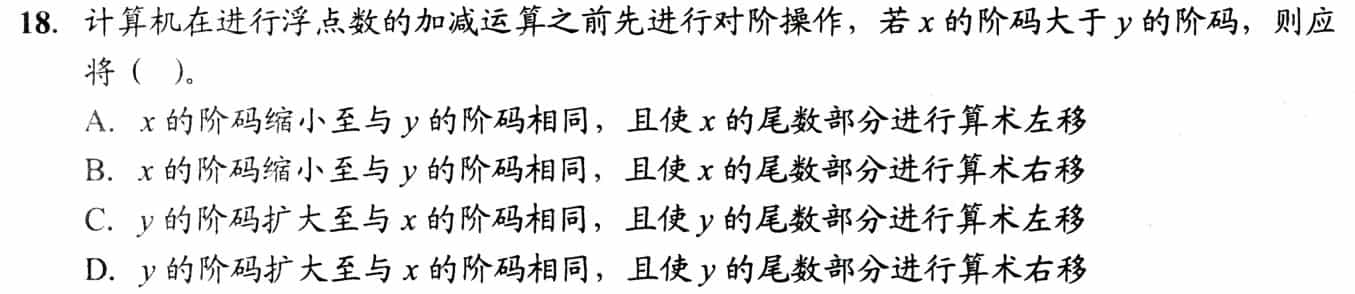 18. 计算机在进行浮点数的加减运算之前先进行对阶操作，若 x 的阶码大于 y 的阶码，则应
将（ ）。
A. x 的阶码缩小至与 y 的阶码相同，且使 x 的尾数部分进行算术左移
B. x 的阶码缩小至与 y 的阶码相同，且使 x 的尾数部分进行算术右移
C. y 的阶码扩大至与 x 的阶码相同，且使 y 的尾数部分进行算术左移
D. y 的阶码扩大至与 x 的阶码相同，且使 y 的尾数部分进行算术右移